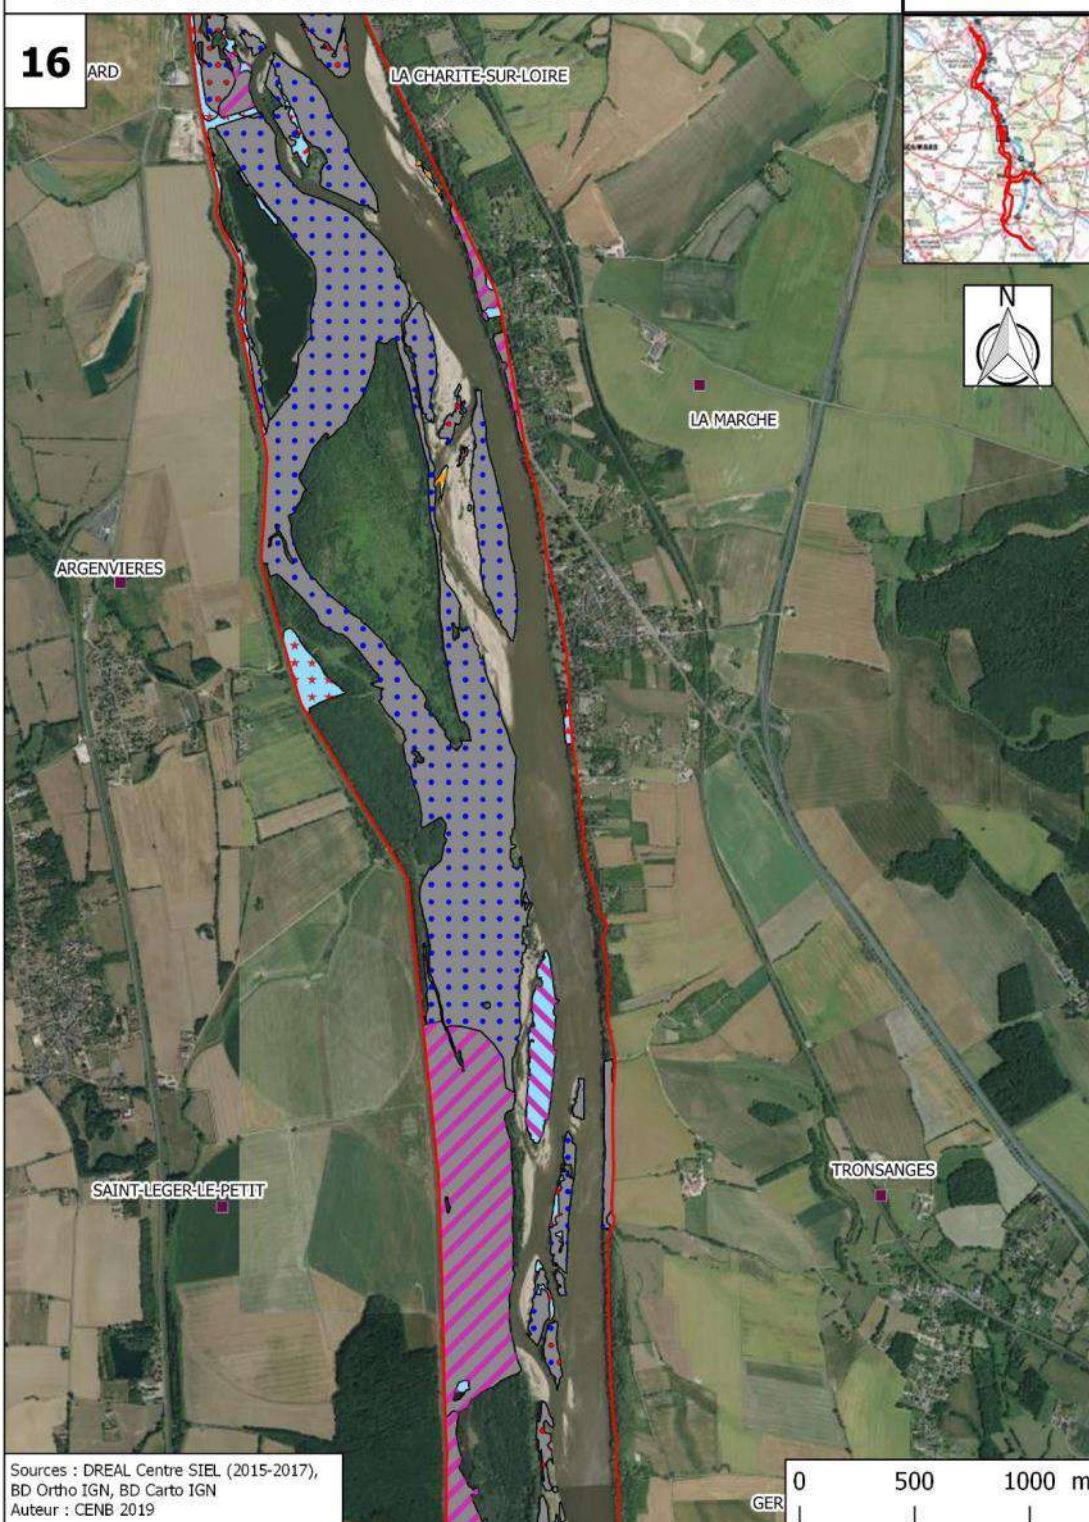 16
ARD
LA CHARITE-SUR-LOIRE
N
LA MARCHE
ARGENVIERES
TRONSANGES
SAINT-LEGER-LE-PETIT
Sources : DREAL Centre SIEL (2015-2017),
BD Ortho IGN, BD Carto IGN
Auteur : CENB 2019
GER
0 500 1000 m